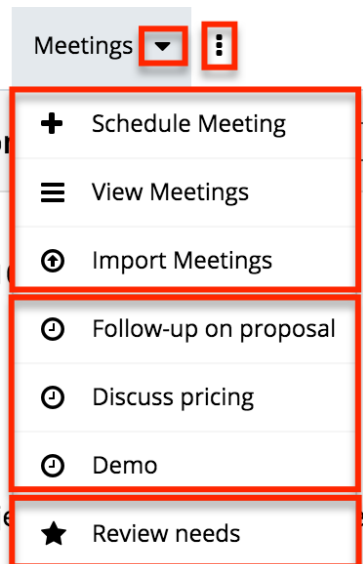 Meetings
Schedule Meeting
View Meetings
Import Meetings
Follow-up on proposal
Discuss pricing
Demo
Review needs